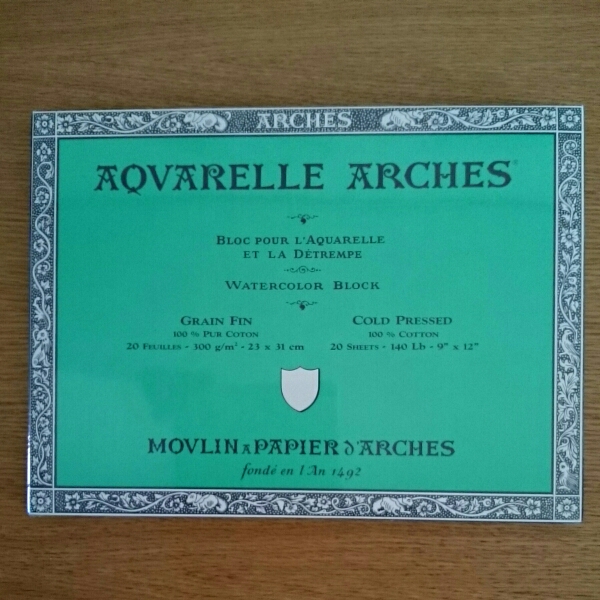 ARCHES
AQVARELLE ARCHES®
BLOC POUR L'AQUARELLE
ET LA DÉTREMPE
WATERCOLOR BLOCK
GRAIN FIN
100 % PUR COTON
20 FEUILLES - 300 g/m² - 23 x 31 cm
COLD PRESSED
100 % COTTON
20 SHEETS - 140 Lb - 9" x 12"
MOVLIN A PAPIER D'ARCHES
fondé en l'An 1492